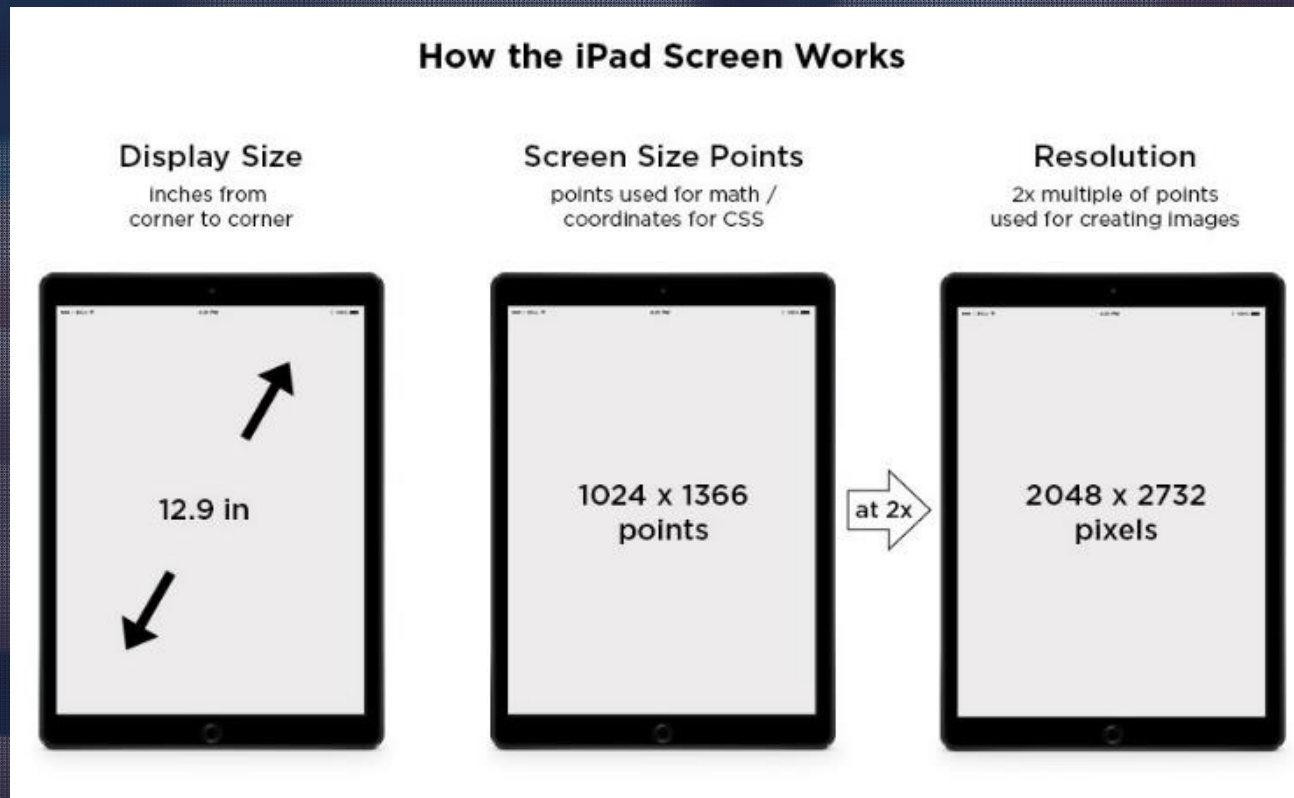 How the iPad Screen Works
Display Size
inches from
corner to corner
12.9 in
Screen Size Points
points used for math /
coordinates for CSS
1024 x 1366
points
at 2x
Resolution
2x multiple of points
used for creating images
2048 x 2732
pixels